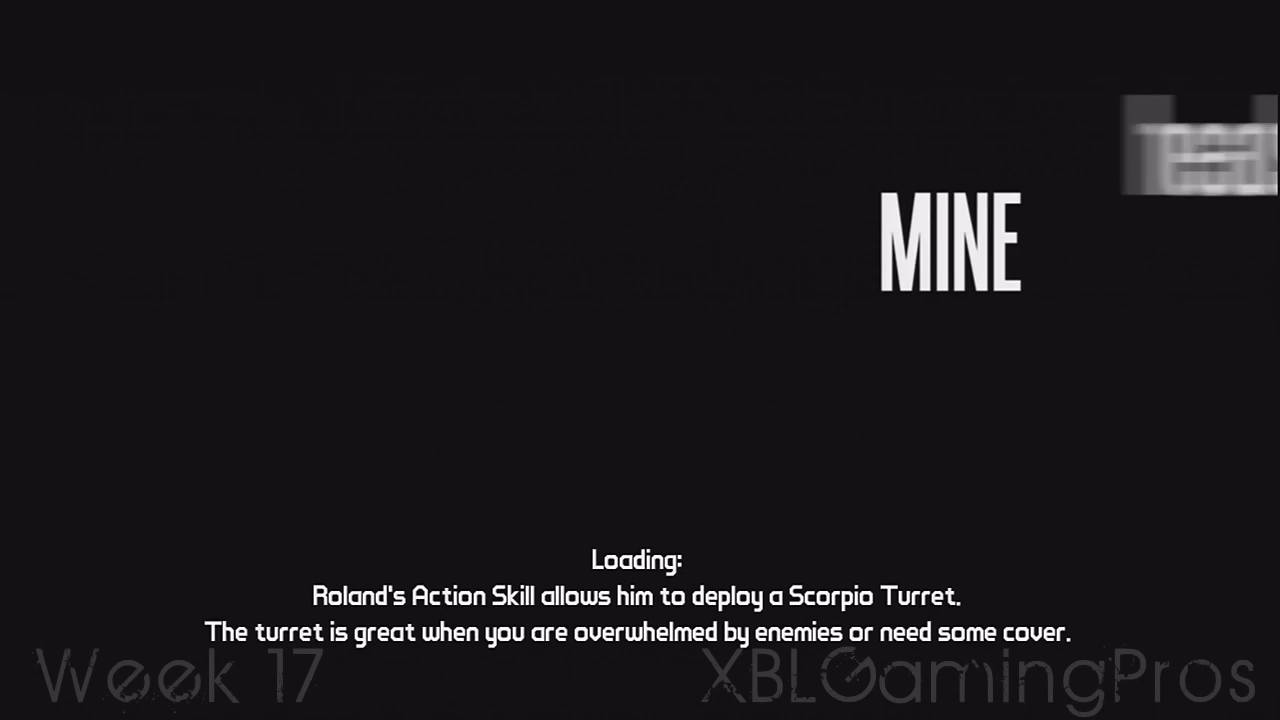 MINE
Loading:
Roland's Action Skill allows him to deploy a Scorpio Turret.
The turret is great when you are overwhelmed by enemies or need some cover.
Week 17
XBLGamingPros